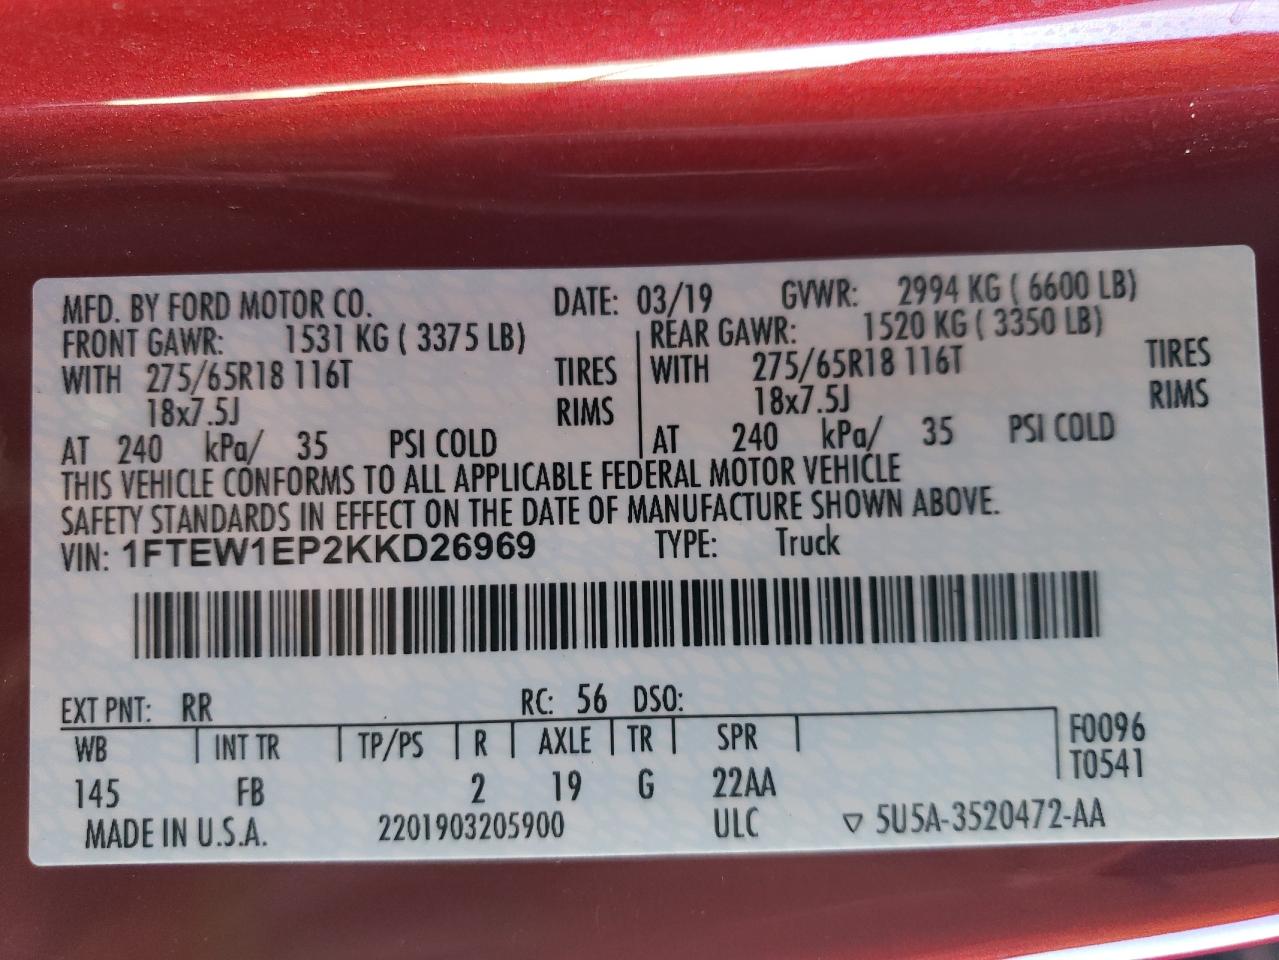 MFD. BY FORD MOTOR CO. DATE: 03/19 GVWR: 2994 KG ( 6600 LB)
FRONT GAWR: 1531 KG ( 3375 LB) REAR GAWR: 1520 KG ( 3350 LB)
WITH 275/65R18 116T TIRES WITH 275/65R18 116T TIRES
18x7.5J RIMS 18x7.5J RIMS
AT 240 kPa/ 35 PSI COLD AT 240 kPa/ 35 PSI COLD
THIS VEHICLE CONFORMS TO ALL APPLICABLE FEDERAL MOTOR VEHICLE
SAFETY STANDARDS IN EFFECT ON THE DATE OF MANUFACTURE SHOWN ABOVE.
VIN: 1FTEW1EP2KKD26969 TYPE: Truck
EXT PNT: RR RC: 56 DSO:
WB INT TR TP/PS R AXLE TR SPR F0096
145 FB 2 19 G 22AA T0541
MADE IN U.S.A. 2201903205900 ULC ▽ 5U5A-3520472-AA